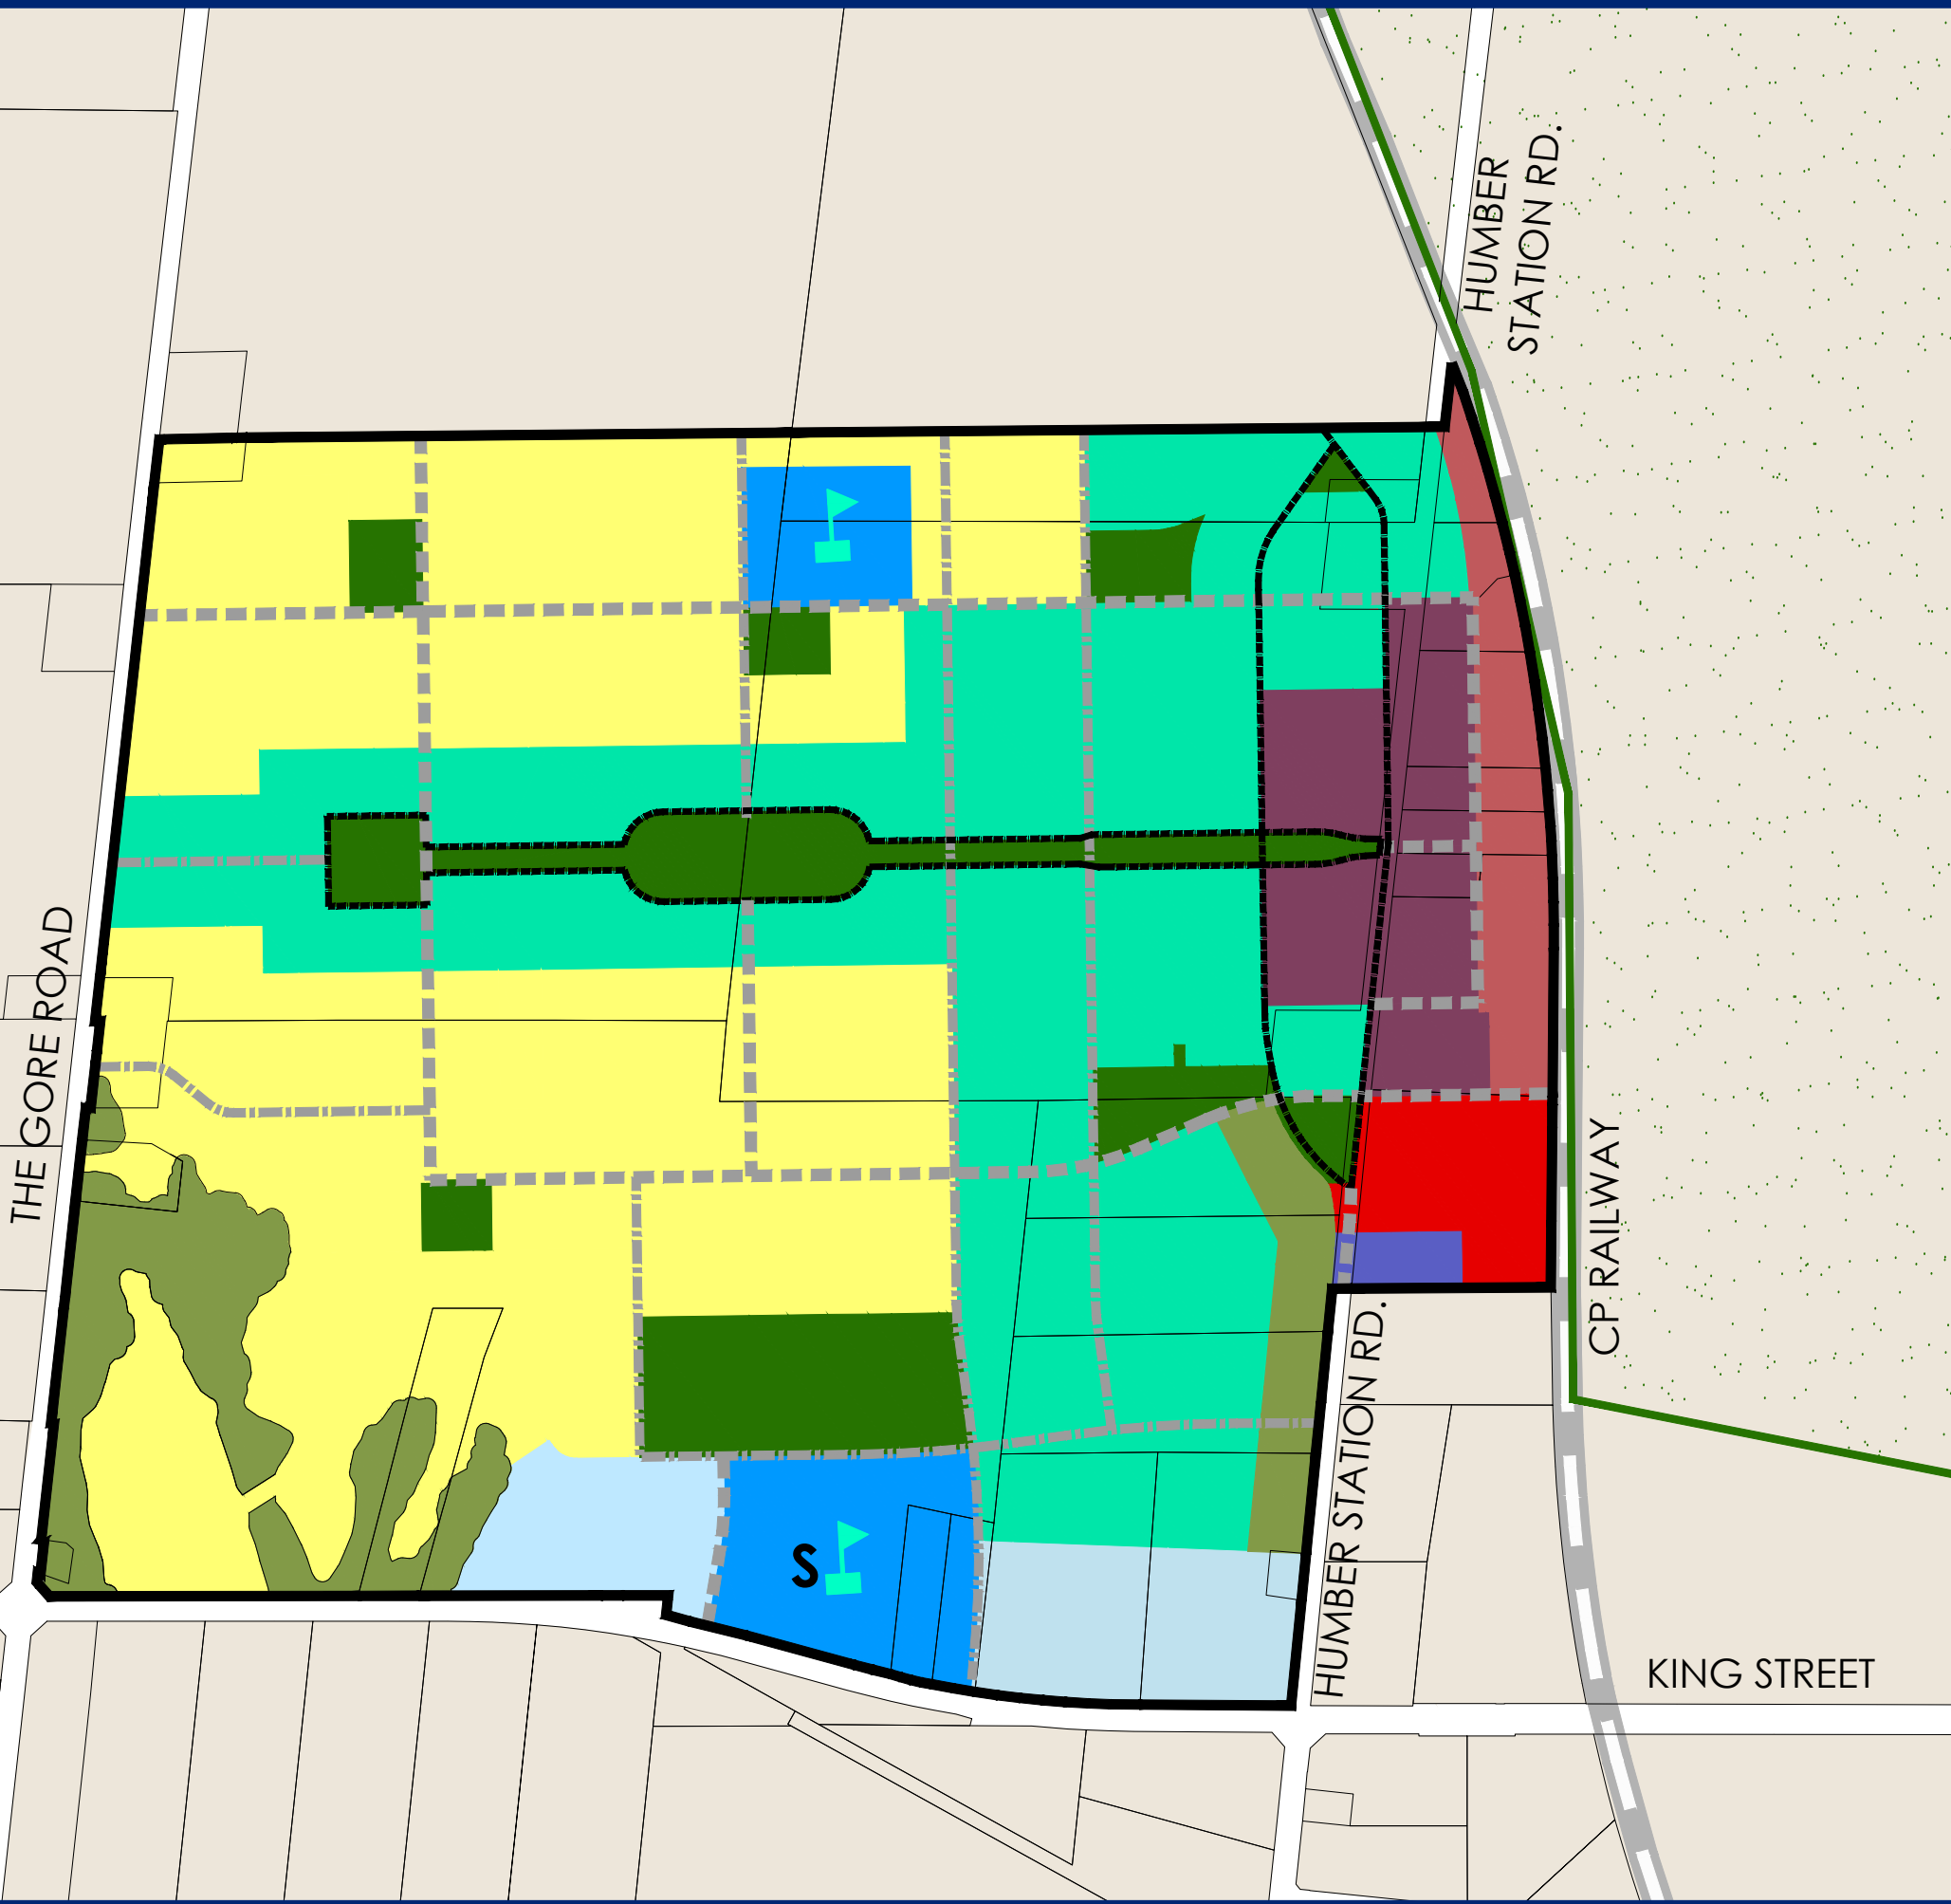 HUMBER
STATION RD.
THE GORE ROAD
CP RAILWAY
HUMBER STATION RD.
S
KING STREET